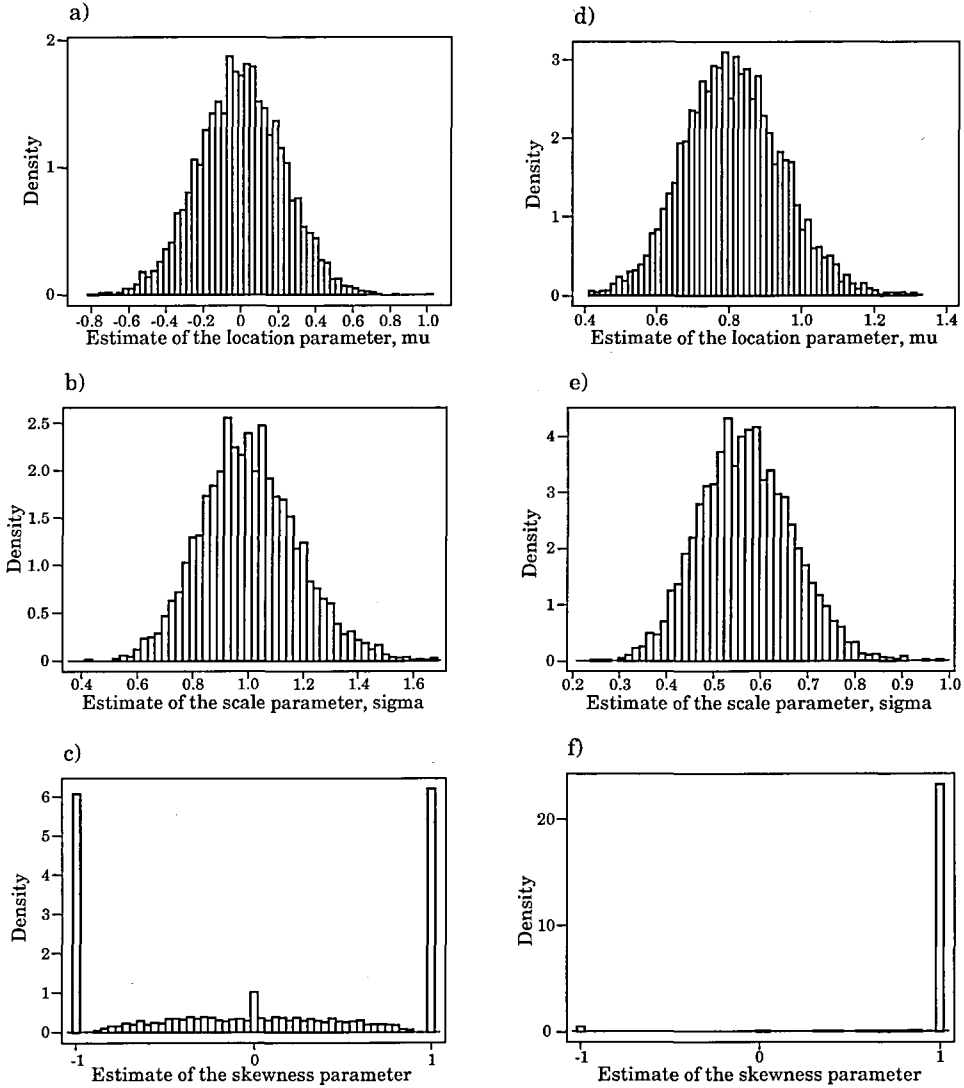 a)
2
1
0
Density
-0.8 -0.6 -0.4 -0.2 0 0.2 0.4 0.6 0.8 1.0
Estimate of the location parameter, mu
d)
3
2
1
0
Density
0.4 0.6 0.8 1.0 1.2 1.4
Estimate of the location parameter, mu
b)
2.5
2.0
1.5
1.0
0.5
0
Density
0.4 0.6 0.8 1.0 1.2 1.4 1.6
Estimate of the scale parameter, sigma
e)
4
3
2
1
0
Density
0.2 0.3 0.4 0.5 0.6 0.7 0.8 0.9 1.0
Estimate of the scale parameter, sigma
c)
6
5
4
3
2
1
0
Density
-1 0 1
Estimate of the skewness parameter
f)
20
10
0
Density
-1 0 1
Estimate of the skewness parameter